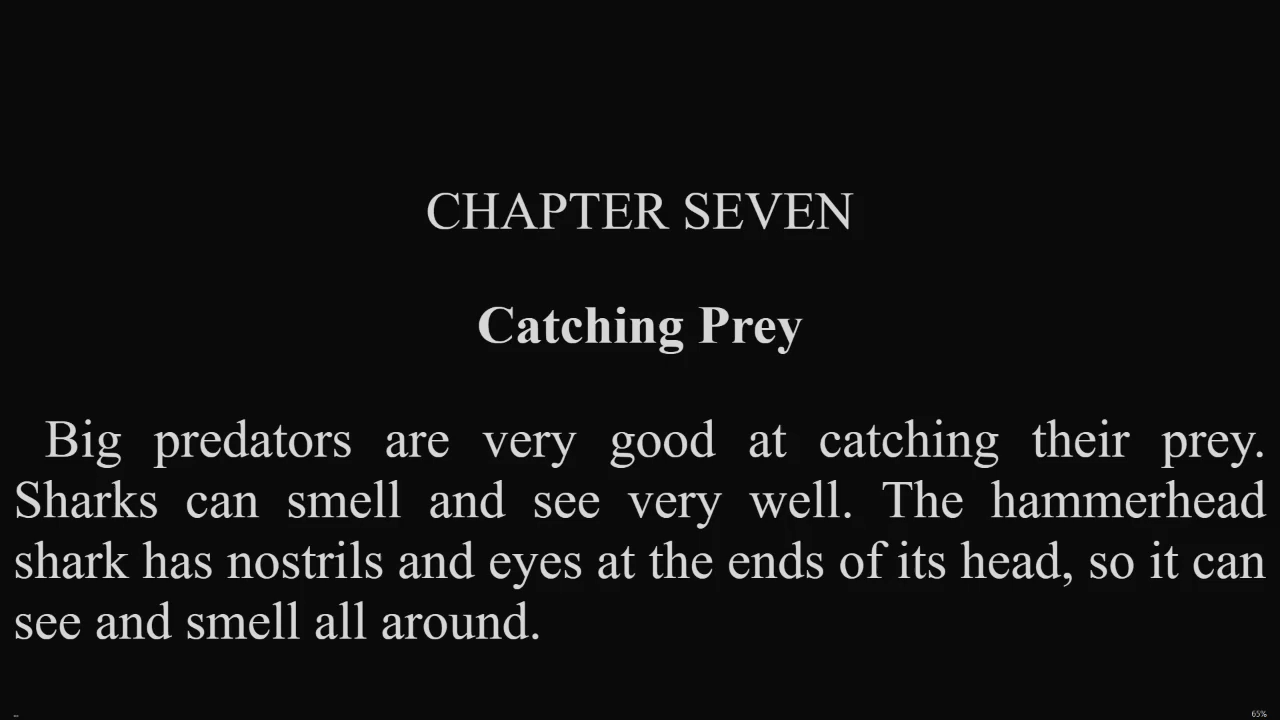 CHAPTER SEVEN
Catching Prey
Big predators are very good at catching their prey.
Sharks can smell and see very well. The hammerhead
shark has nostrils and eyes at the ends of its head, so it can
see and smell all around.
65%